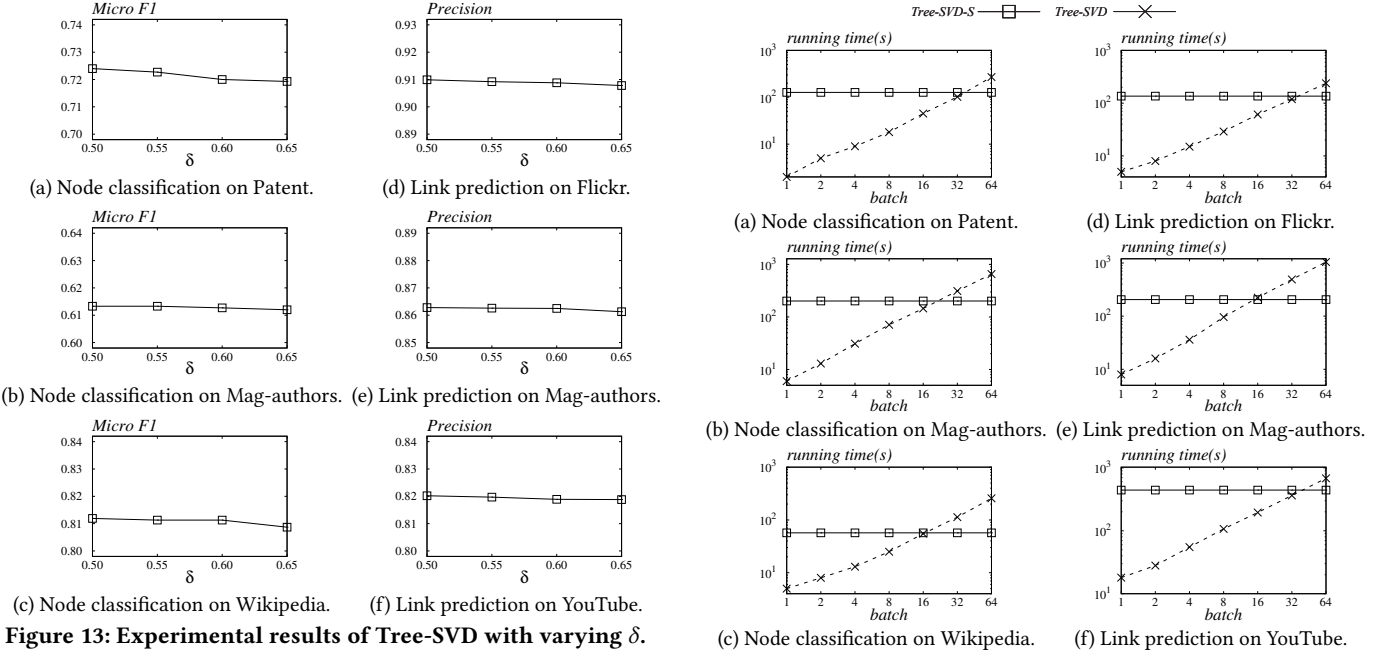 Micro F1
0.74
0.73
0.72
0.71
0.70
0.50 0.55 0.60 0.65
δ
(a) Node classification on Patent.
Precision
0.93
0.92
0.91
0.90
0.89
0.50 0.55 0.60 0.65
δ
(d) Link prediction on Flickr.
Micro F1
0.64
0.63
0.62
0.61
0.60
0.50 0.55 0.60 0.65
δ
(b) Node classification on Mag-authors.
Precision
0.89
0.88
0.87
0.86
0.85
0.50 0.55 0.60 0.65
δ
(e) Link prediction on Mag-authors.
Micro F1
0.84
0.83
0.82
0.81
0.80
0.50 0.55 0.60 0.65
δ
(c) Node classification on Wikipedia.
Precision
0.84
0.83
0.82
0.81
0.80
0.50 0.55 0.60 0.65
δ
(f) Link prediction on YouTube.
Figure 13: Experimental results of Tree-SVD with varying δ.
Tree-SVD-S Tree-SVD
running time(s)
10³
10²
10¹
1 2 4 8 16 32 64
batch
(a) Node classification on Patent.
running time(s)
10³
10²
10¹
1 2 4 8 16 32 64
batch
(d) Link prediction on Flickr.
running time(s)
10³
10²
10¹
1 2 4 8 16 32 64
batch
(b) Node classification on Mag-authors.
running time(s)
10³
10²
10¹
1 2 4 8 16 32 64
batch
(e) Link prediction on Mag-authors.
running time(s)
10³
10²
10¹
1 2 4 8 16 32 64
batch
(c) Node classification on Wikipedia.
running time(s)
10³
10²
10¹
1 2 4 8 16 32 64
batch
(f) Link prediction on YouTube.